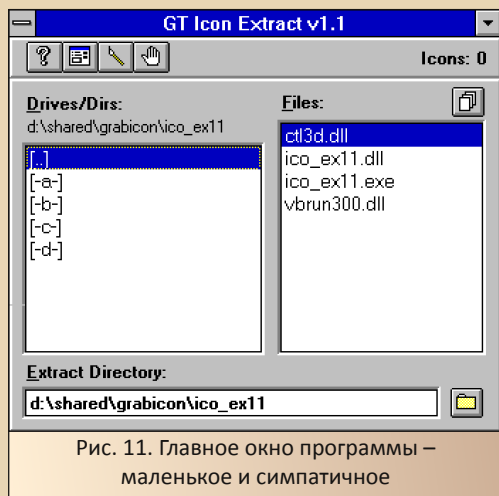 GT Icon Extract v1.1
Icons: 0
Drives/Dirs:
d:\shared\grabicon\ico_ex11
[..]
[-a-]
[-b-]
[-c-]
[-d-]
Files:
ctl3d.dll
ico_ex11.dll
ico_ex11.exe
vbrun300.dll
Extract Directory:
d:\shared\grabicon\ico_ex11
Рис. 11. Главное окно программы –
маленькое и симпатичное